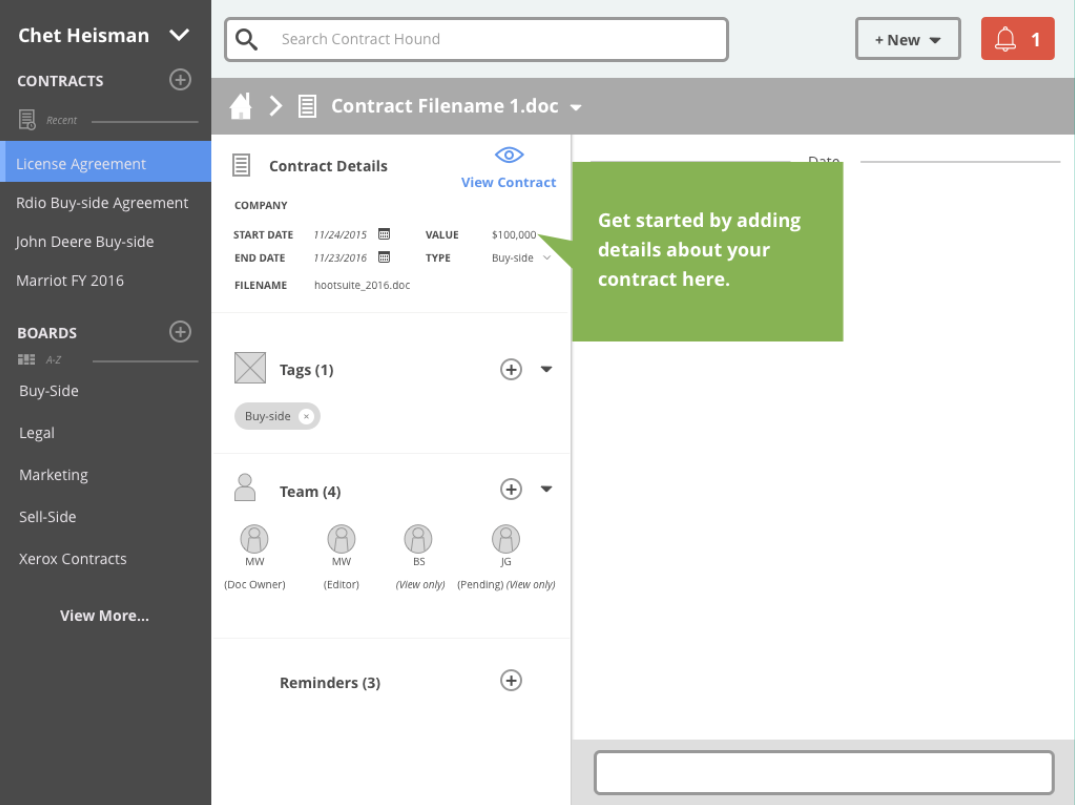 Chet Heisman
CONTRACTS
Recent
License Agreement
Rdio Buy-side Agreement
John Deere Buy-side
Marriot FY 2016
BOARDS
A-Z
Buy-Side
Legal
Marketing
Sell-Side
Xerox Contracts
View More...
Search Contract Hound
+ New
1
Contract Filename 1.doc
Contract Details
View Contract
COMPANY
START DATE 11/24/2015 VALUE $100,000
END DATE 11/23/2016 TYPE Buy-side
FILENAME hootsuite_2016.doc
Tags (1)
Buy-side ×
Team (4)
MW MW BS JG
(Doc Owner) (Editor) (View only) (Pending) (View only)
Reminders (3)
Date
Get started by adding
details about your
contract here.